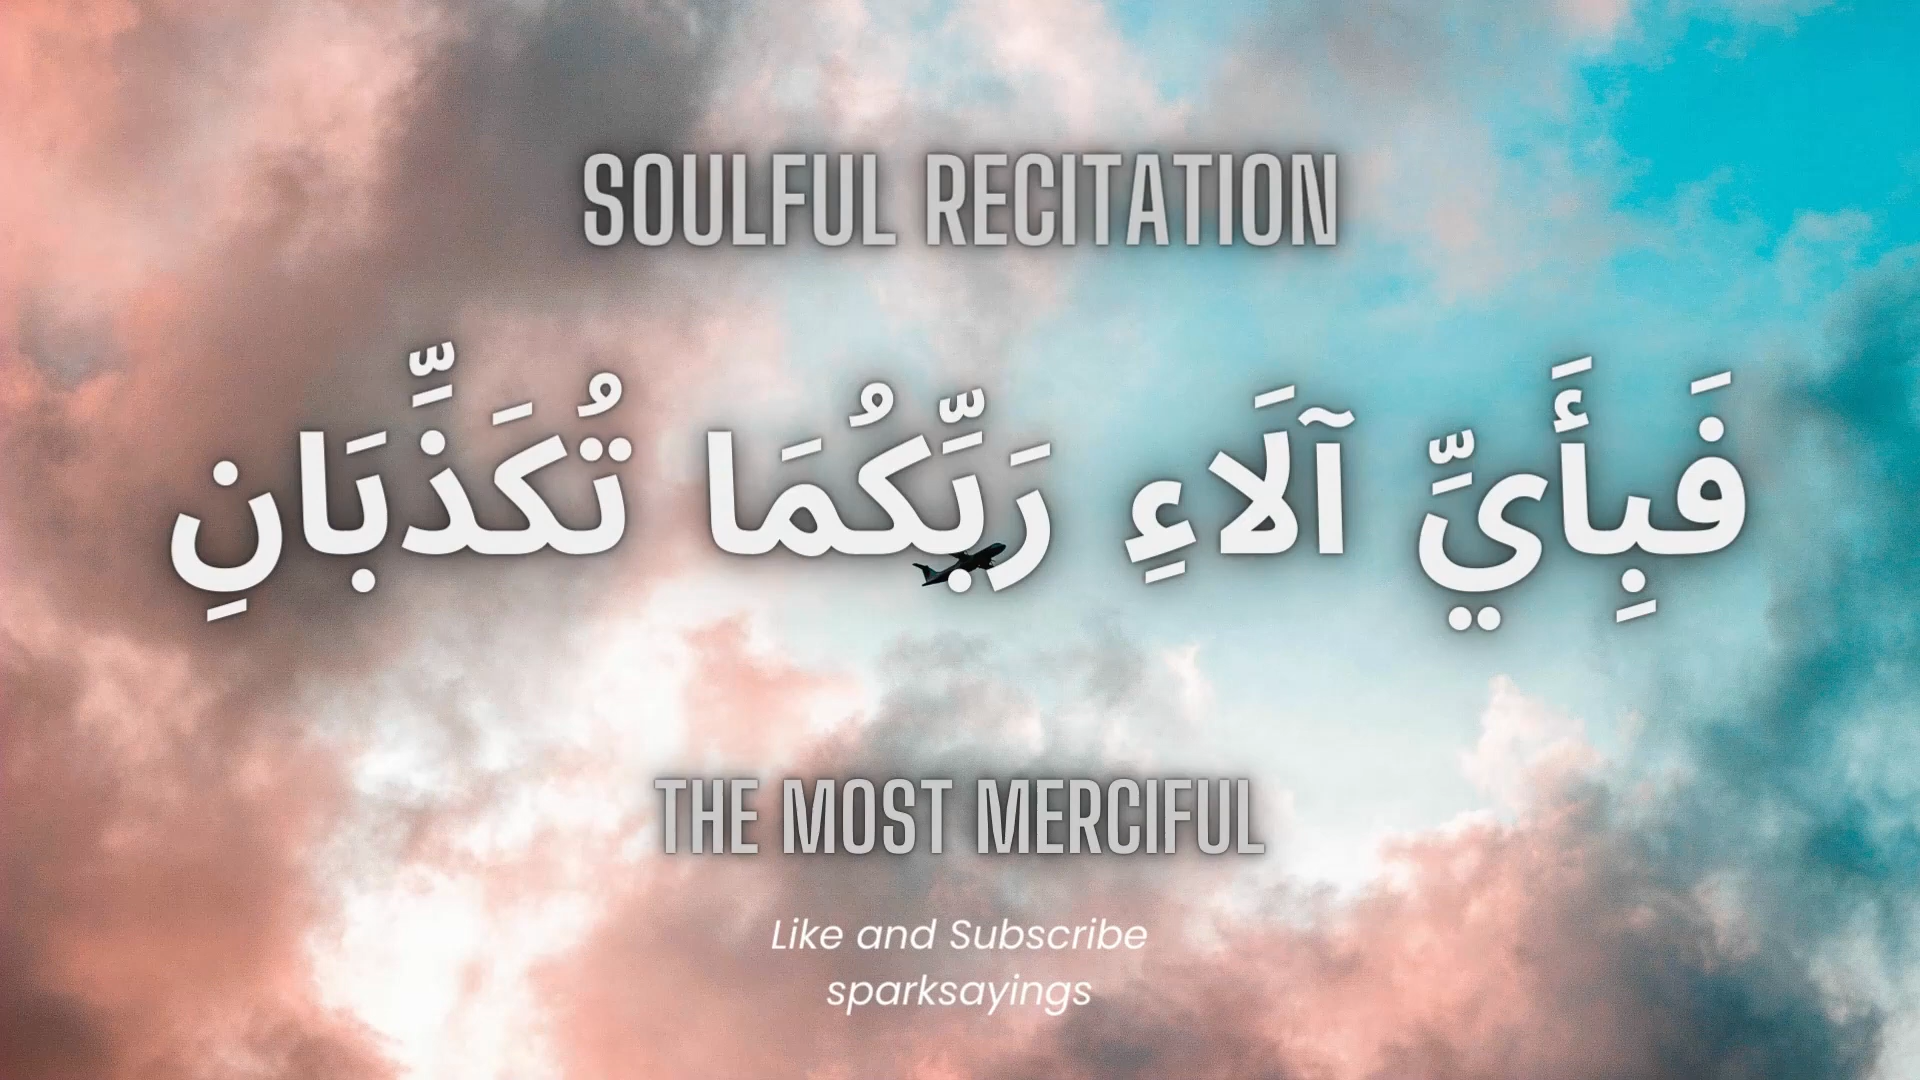 SOULFUL RECITATION
فَبِأَيِّ آلَاءِ رَبِّكُمَا تُكَذِّبَانِ
THE MOST MERCIFUL
Like and Subscribe
sparksayings